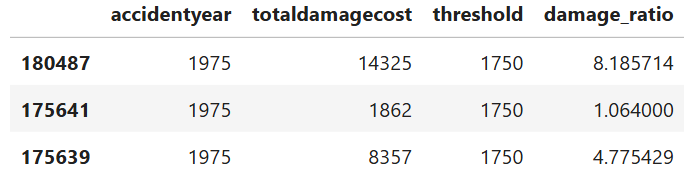 accidentyear totaldamagecost threshold damage_ratio
180487 1975 14325 1750 8.185714
175641 1975 1862 1750 1.064000
175639 1975 8357 1750 4.775429